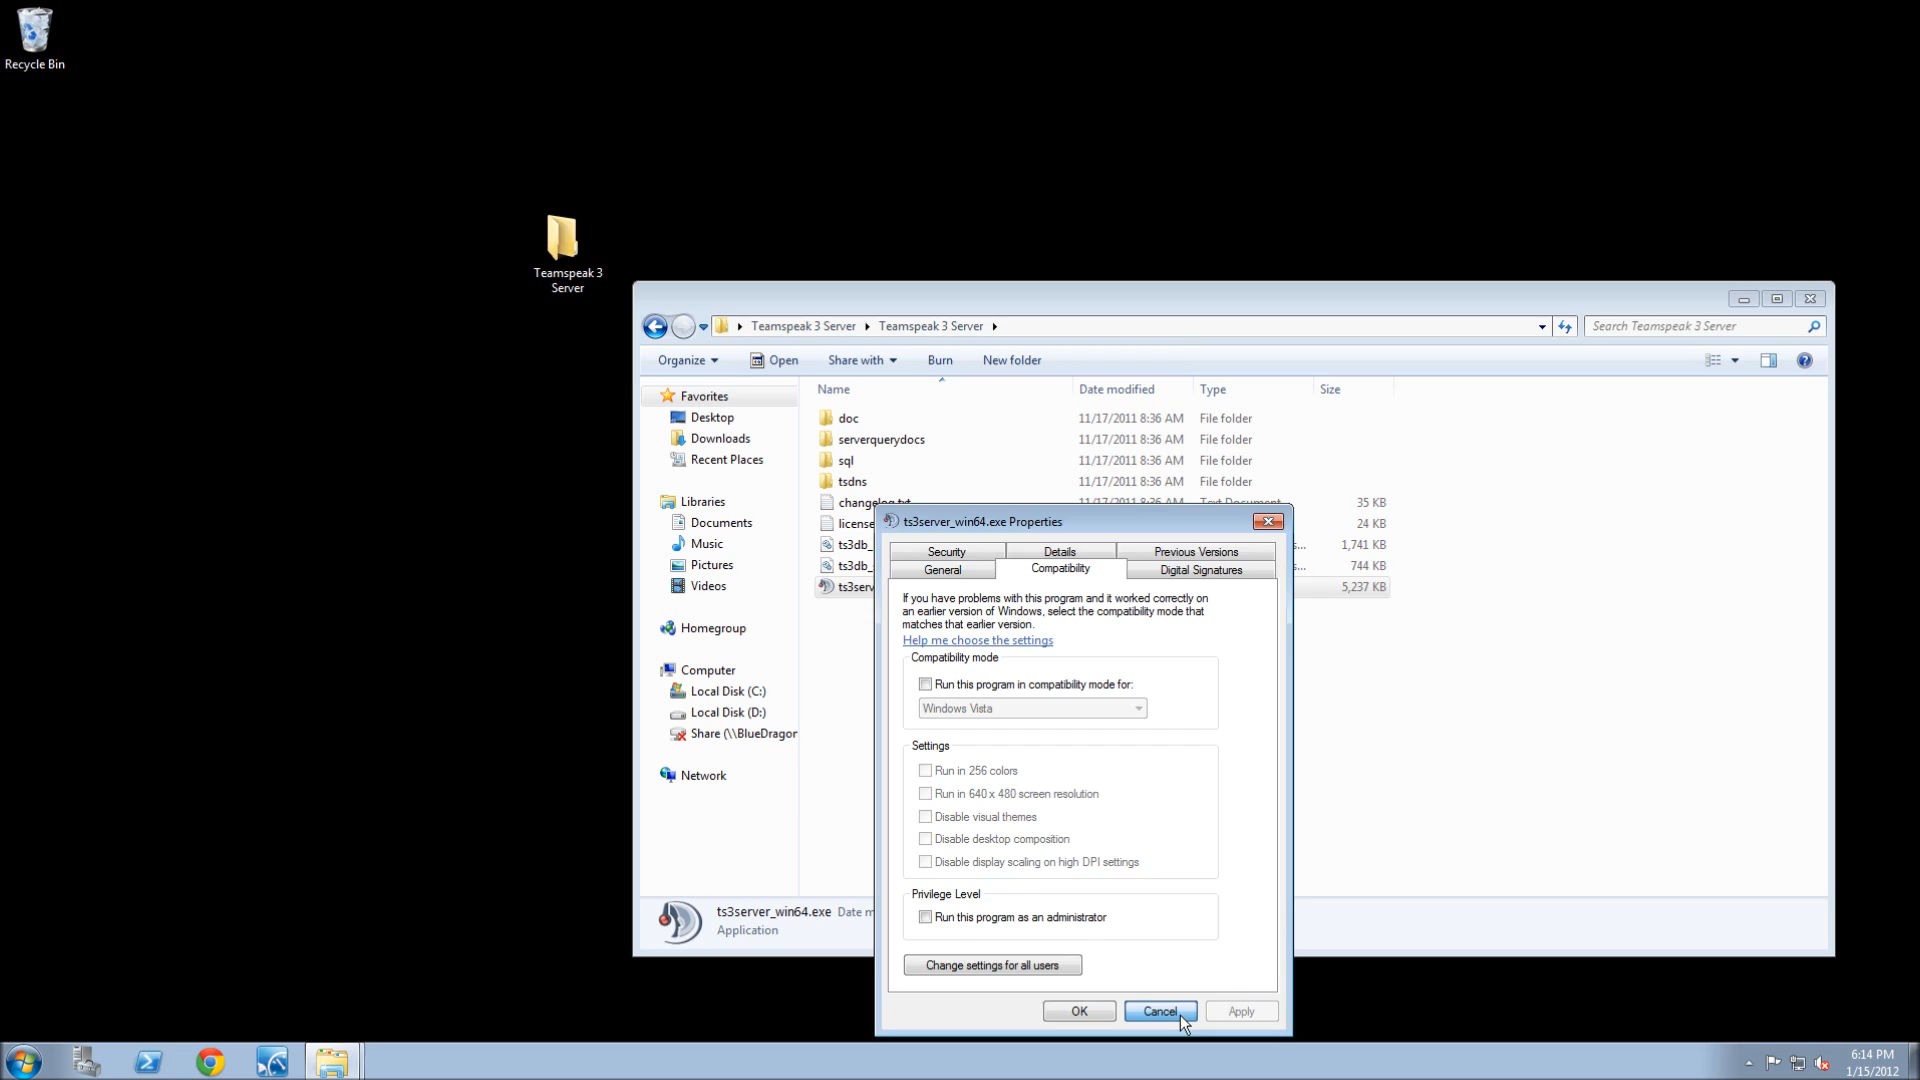 Recycle Bin
Teamspeak 3
Server
Teamspeak 3 Server
Teamspeak 3 Server
Search Teamspeak 3 Server
Organize
Open
Share with
Burn
New folder
Name
Date modified
Type
Size
Favorites
Desktop
Downloads
Recent Places
Libraries
Documents
Music
Pictures
Videos
Homegroup
Computer
Local Disk (C:)
Local Disk (D:)
Share (\\BlueDragon
Network
doc 11/17/2011 8:36 AM File folder
serverquerydocs 11/17/2011 8:36 AM File folder
sql 11/17/2011 8:36 AM File folder
tsdns 11/17/2011 8:36 AM File folder
changelog.txt 11/17/2011 8:36 AM Text Document 35 KB
license 24 KB
ts3db_ s... 1,741 KB
ts3db_ s... 744 KB
ts3serv 5,237 KB
ts3server_win64.exe Date m
Application
ts3server_win64.exe Properties
Security
Details
Previous Versions
General
Compatibility
Digital Signatures
If you have problems with this program and it worked correctly on
an earlier version of Windows, select the compatibility mode that
matches that earlier version.
Help me choose the settings
Compatibility mode
Run this program in compatibility mode for:
Windows Vista
Settings
Run in 256 colors
Run in 640 x 480 screen resolution
Disable visual themes
Disable desktop composition
Disable display scaling on high DPI settings
Privilege Level
Run this program as an administrator
Change settings for all users
OK
Cancel
Apply
6:14 PM
1/15/2012